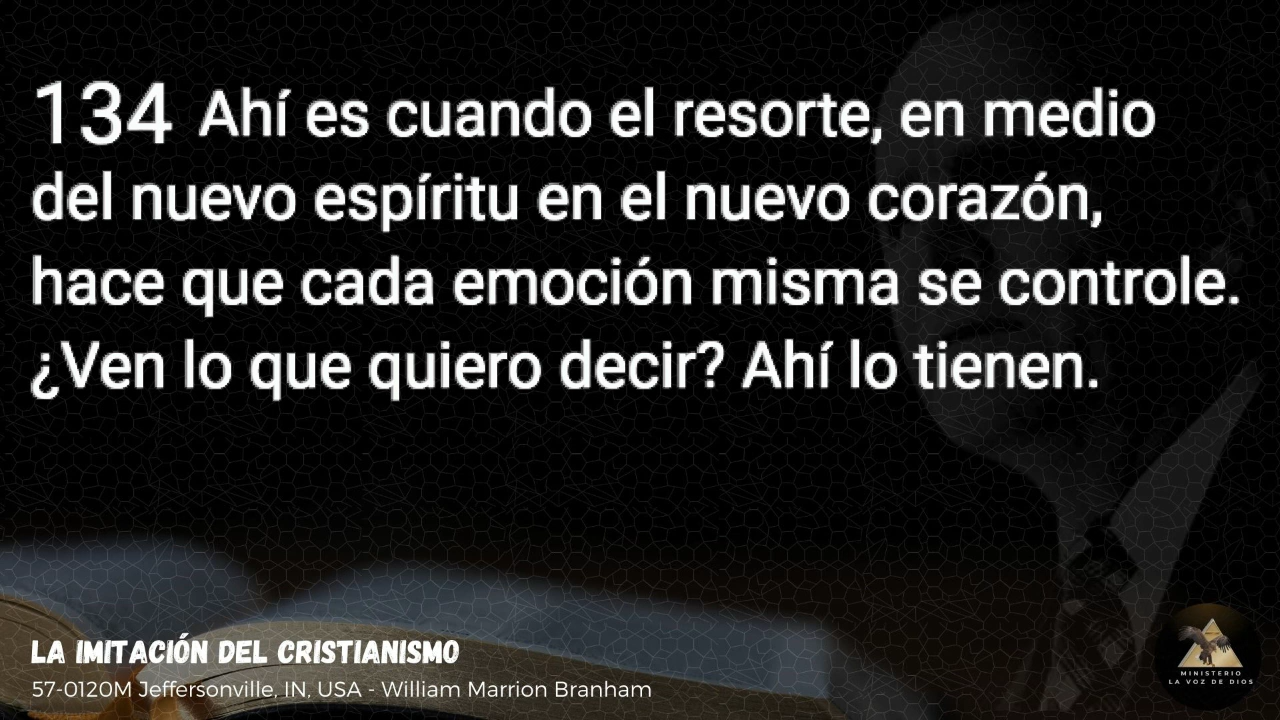 134 Ahí es cuando el resorte, en medio
del nuevo espíritu en el nuevo corazón,
hace que cada emoción misma se controle.
¿Ven lo que quiero decir? Ahí lo tienen.
LA IMITACIÓN DEL CRISTIANISMO
57-0120M Jeffersonville, IN, USA - William Marrion Branham
MINISTERIO
LA VOZ DE DIOS